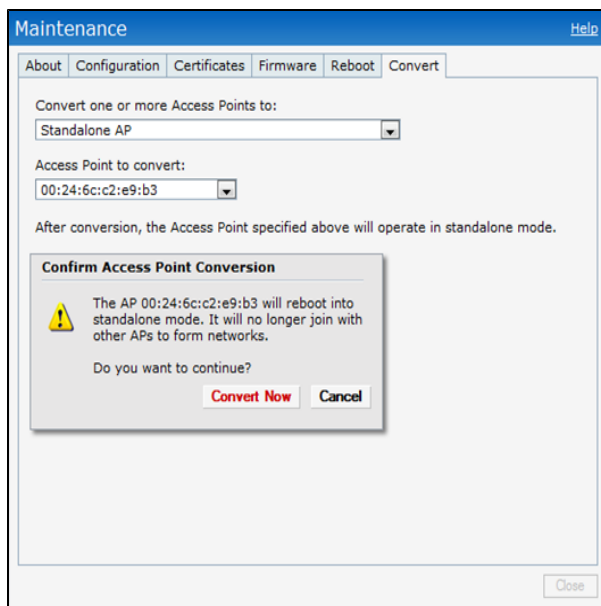 Maintenance
Help
About Configuration Certificates Firmware Reboot Convert
Convert one or more Access Points to:
Standalone AP
Access Point to convert:
00:24:6c:c2:e9:b3
After conversion, the Access Point specified above will operate in standalone mode.
Confirm Access Point Conversion
The AP 00:24:6c:c2:e9:b3 will reboot into
standalone mode. It will no longer join with
other APs to form networks.
Do you want to continue?
Convert Now Cancel
Close